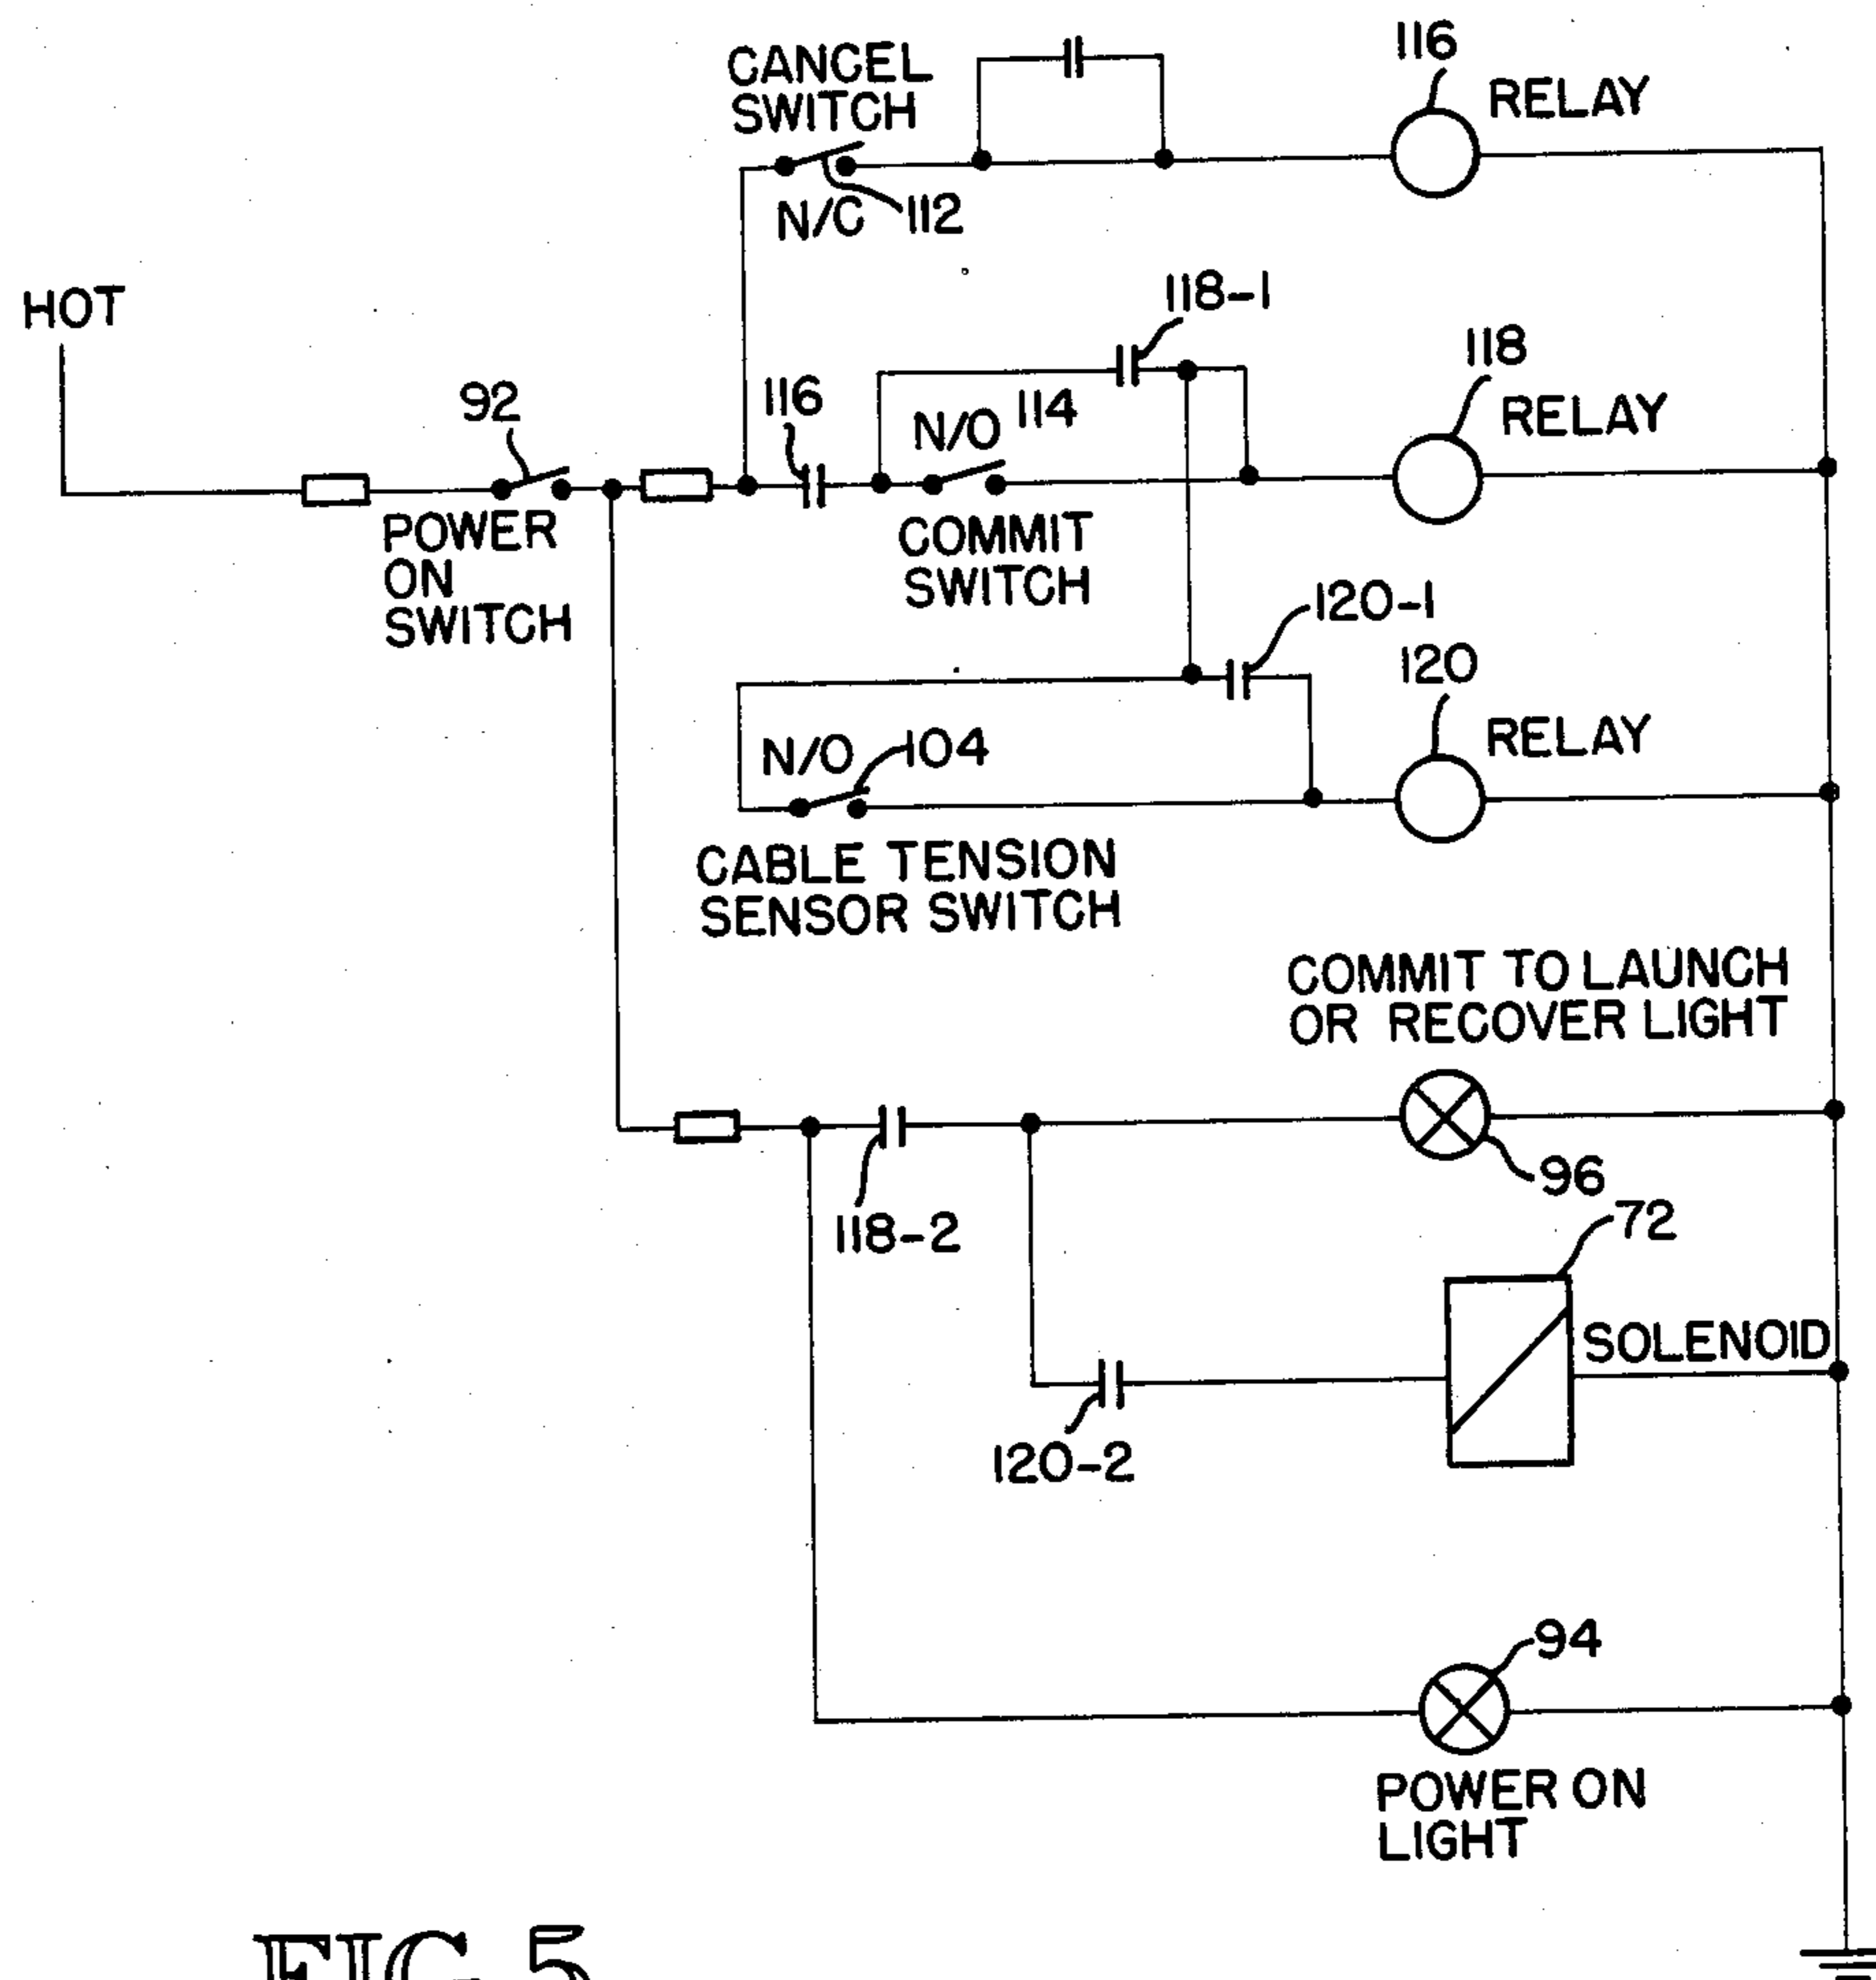 CANCEL
SWITCH
116
RELAY
N/C
112
HOT
118-1
118
RELAY
92
116
N/O
114
POWER
ON
SWITCH
COMMIT
SWITCH
120-1
120
RELAY
N/O
104
CABLE TENSION
SENSOR SWITCH
COMMIT TO LAUNCH
OR RECOVER LIGHT
96
118-2
72
SOLENOID
120-2
94
POWER ON
LIGHT
FIG. 5